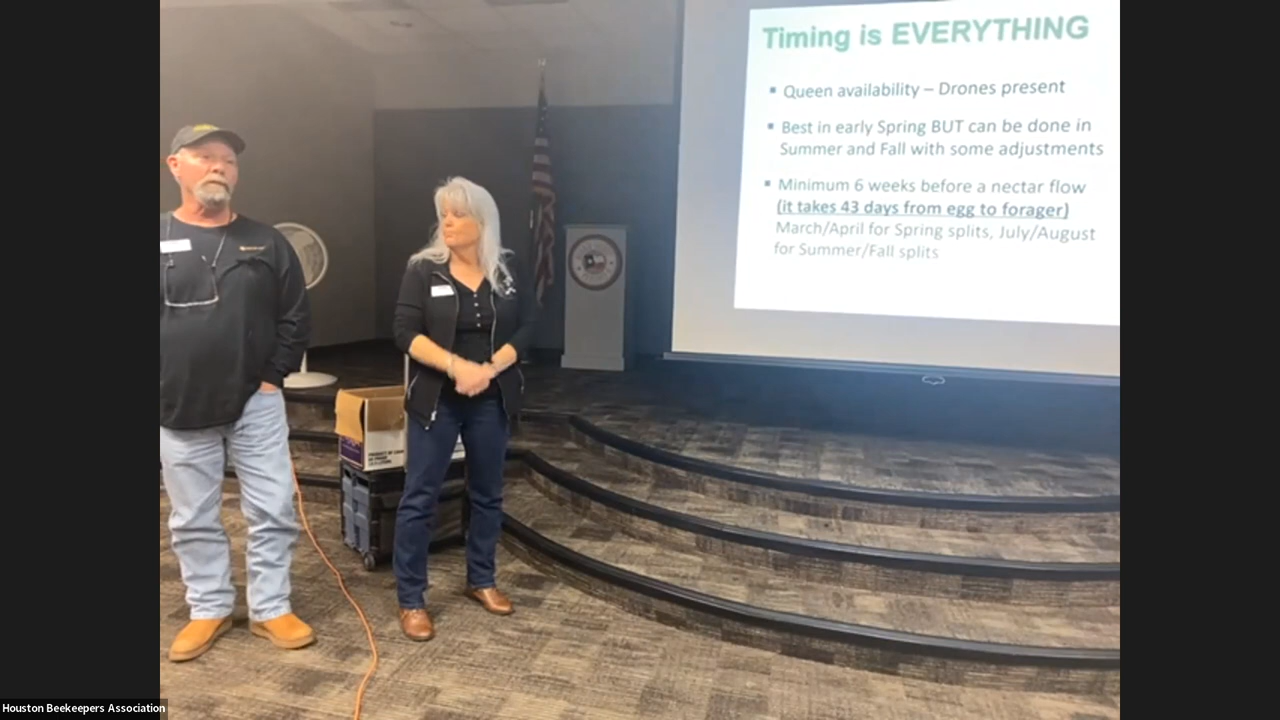 Timing is EVERYTHING
▪ Queen availability – Drones present
▪ Best in early Spring BUT can be done in
Summer and Fall with some adjustments
▪ Minimum 6 weeks before a nectar flow
(it takes 43 days from egg to forager)
March/April for Spring splits, July/August
for Summer/Fall splits
Houston Beekeepers Association